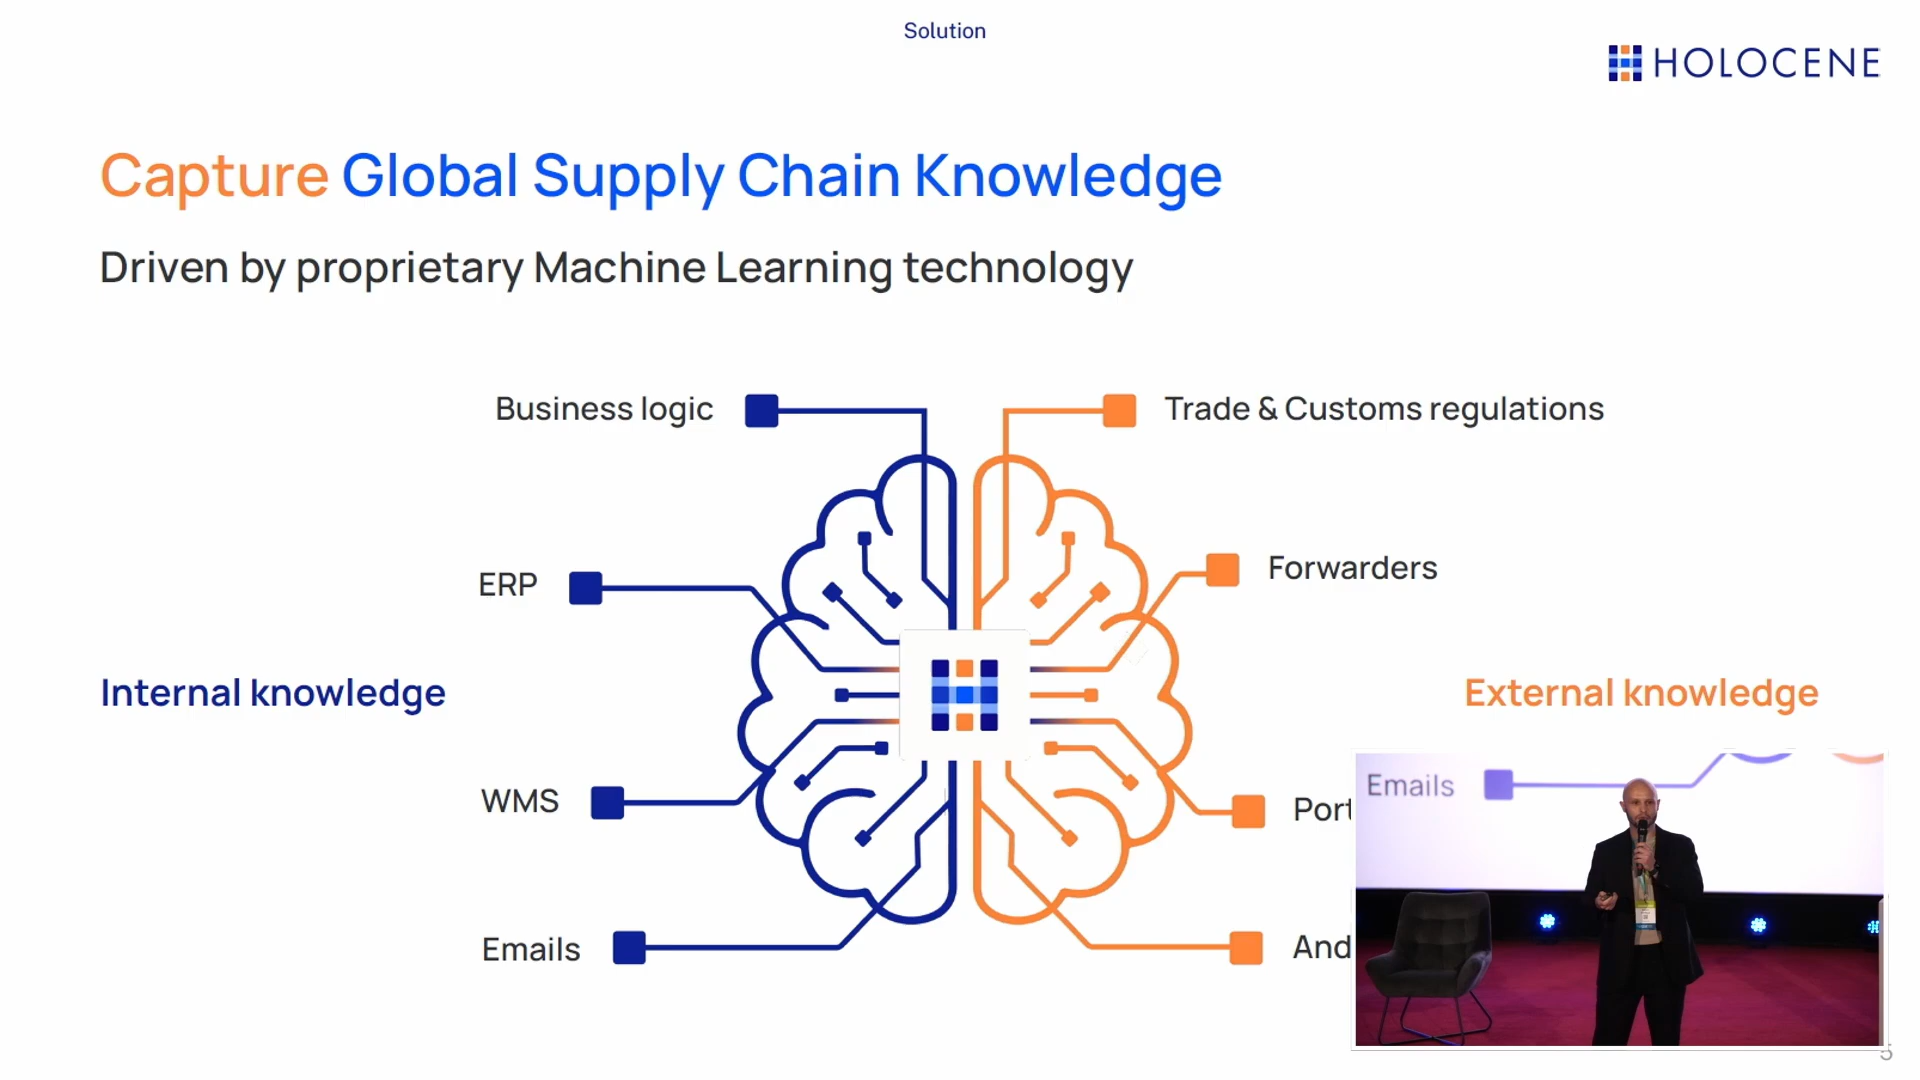 Solution
HOLOCENE
Capture Global Supply Chain Knowledge
Driven by proprietary Machine Learning technology
Business logic
Trade & Customs regulations
ERP
Forwarders
Internal knowledge
External knowledge
WMS
Port
Emails
And
Emails
5